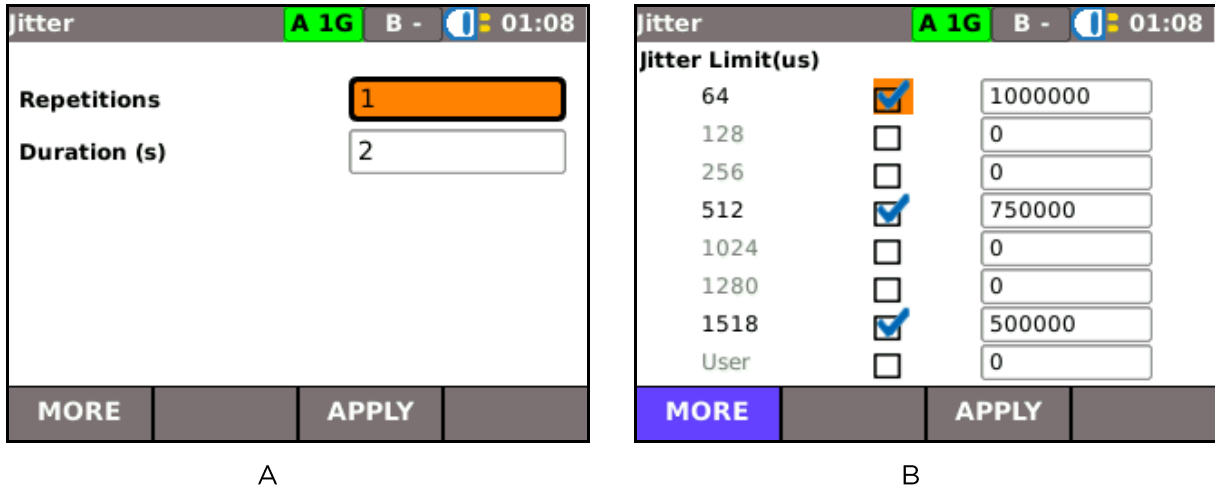 Jitter A 1G B - 01:08
Repetitions 1
Duration (s) 2
MORE APPLY
A
Jitter A 1G B - 01:08
Jitter Limit(us)
64 1000000
128 0
256 0
512 750000
1024 0
1280 0
1518 500000
User 0
MORE APPLY
B